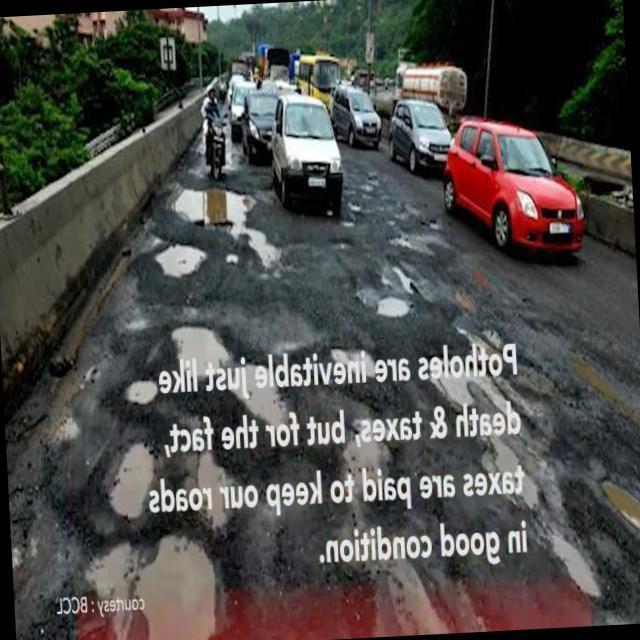 Potholes are inevitable just like
death & taxes, but for the fact,
taxes are paid to keep our roads
in good condition.
courtesy : BCCL